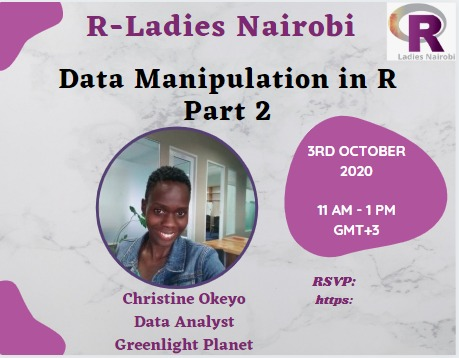 R-Ladies Nairobi
R
Ladies Nairobi
Data Manipulation in R
Part 2
3RD OCTOBER
2020
11 AM - 1 PM
GMT+3
RSVP:
https:
Christine Okeyo
Data Analyst
Greenlight Planet